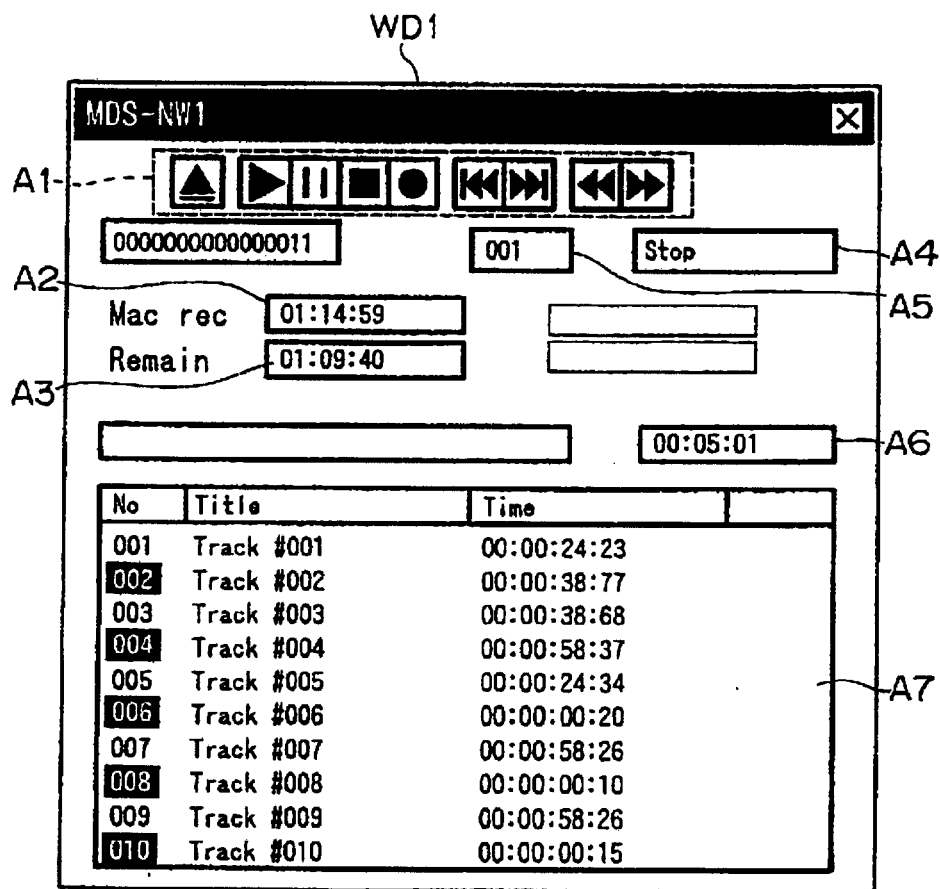 WD1
MDS-NW1
A1
0000000000000011 001 Stop A4
A2 A5
Mac rec 01:14:59
Remain 01:09:40
A3
00:05:01 A6
No Title Time
001 Track #001 00:00:24:23
002 Track #002 00:00:38:77
003 Track #003 00:00:38:68
004 Track #004 00:00:58:37
005 Track #005 00:00:24:34
A7
006 Track #006 00:00:00:20
007 Track #007 00:00:58:26
008 Track #008 00:00:00:10
009 Track #009 00:00:58:26
010 Track #010 00:00:00:15